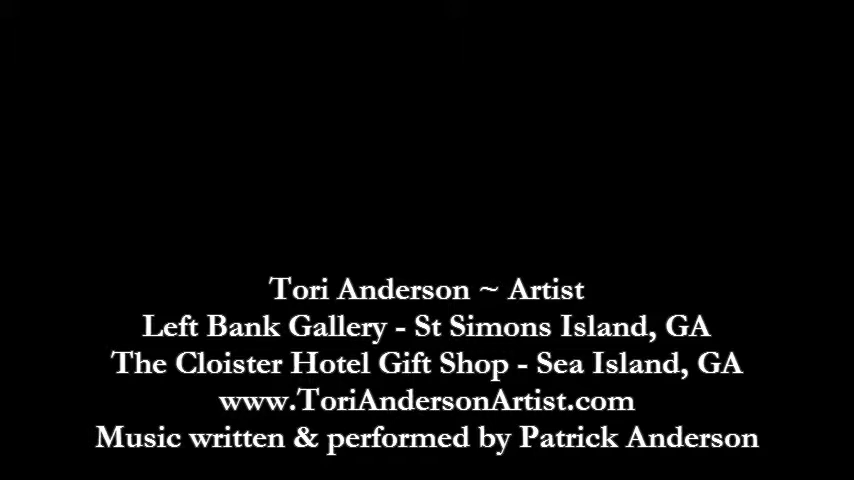 Tori Anderson ~ Artist
Left Bank Gallery - St Simons Island, GA
The Cloister Hotel Gift Shop - Sea Island, GA
www.ToriAndersonArtist.com
Music written & performed by Patrick Anderson